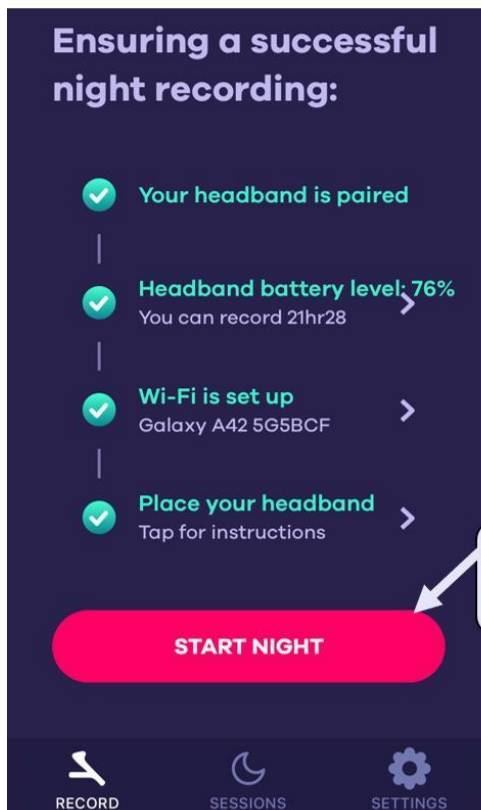 Ensuring a successful
night recording:
Your headband is paired
Headband battery level: 76%
You can record 21hr28
Wi-Fi is set up
Galaxy A42 5G5BCF
Place your headband
Tap for instructions
START NIGHT
RECORD
SESSIONS
SETTINGS